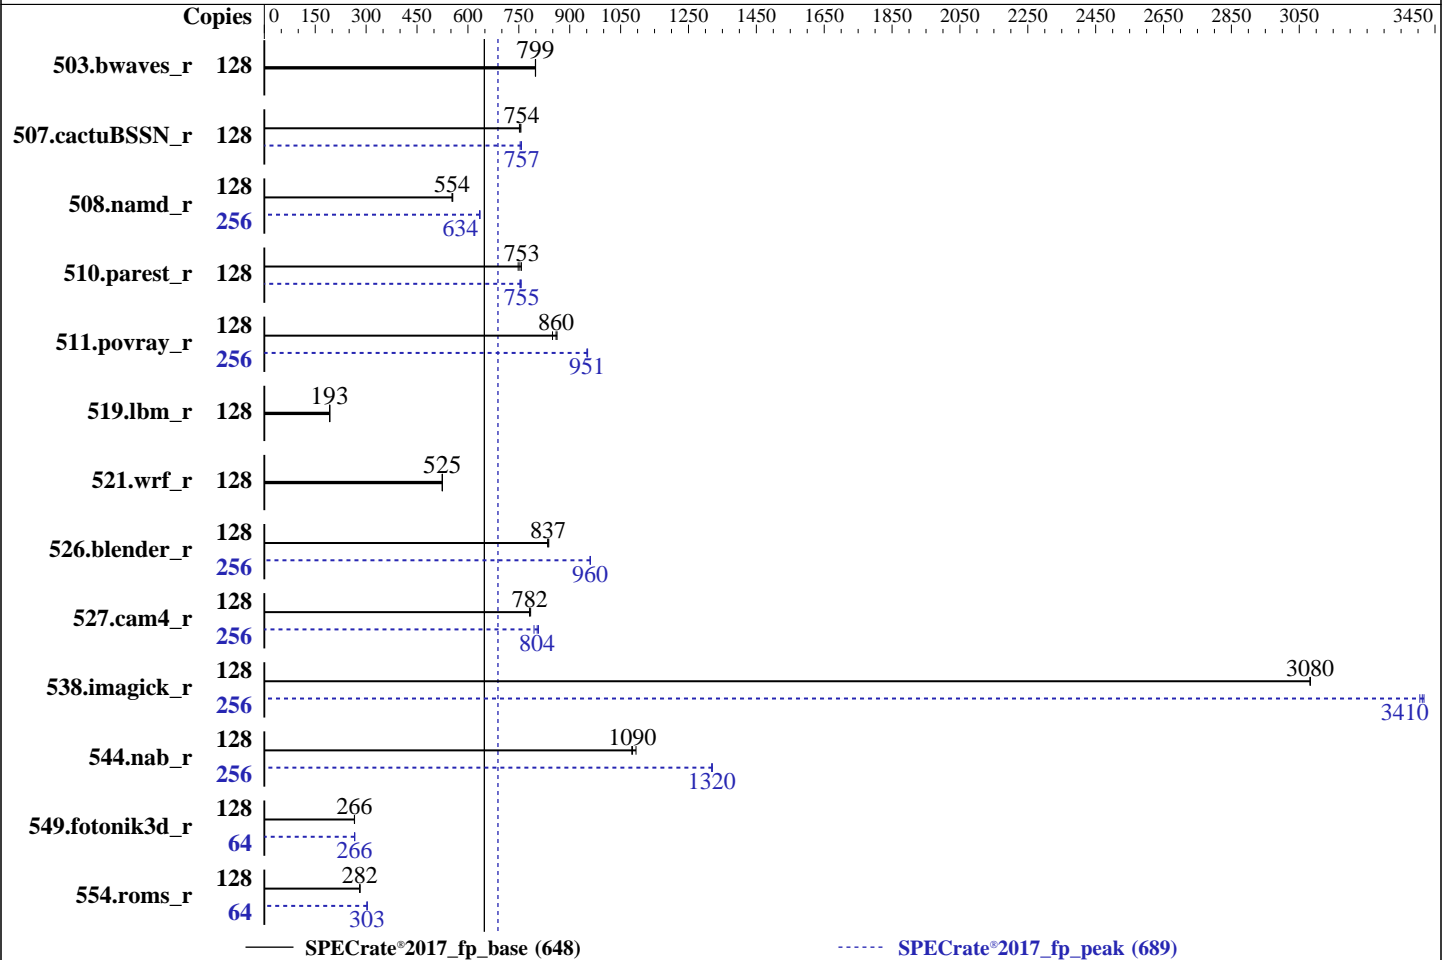 Copies 0 150 300 450 600 750 900 1050 1250 1450 1650 1850 2050 2250 2450 2650 2850 3050 3450
799
503.bwaves_r 128
754
507.cactuBSSN_r 128
757
128 554
508.namd_r
256 634
753
510.parest_r 128
755
128 860
511.povray_r
256 951
193
519.lbm_r 128
525
521.wrf_r 128
128 837
526.blender_r
256 960
128 782
527.cam4_r
256 804
128 3080
538.imagick_r
256 3410
128 1090
544.nab_r
256 1320
128 266
549.fotonik3d_r
64 266
128 282
554.roms_r
64 303
SPECrate®2017_fp_base (648) SPECrate®2017_fp_peak (689)